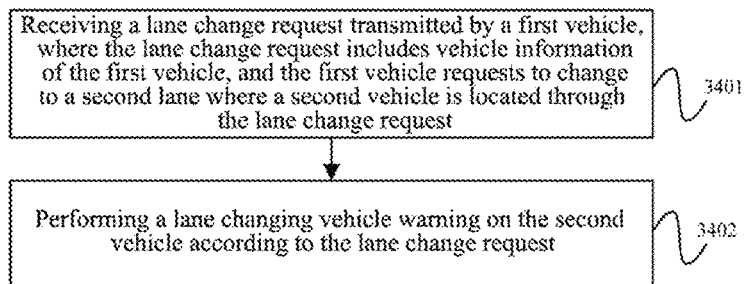 Receiving a lane change request transmitted by a first vehicle,
where the lane change request includes vehicle information
of the first vehicle, and the first vehicle requests to change
to a second lane where a second vehicle is located through
the lane change request
3401
Performing a lane changing vehicle warning on the second
vehicle according to the lane change request
3402